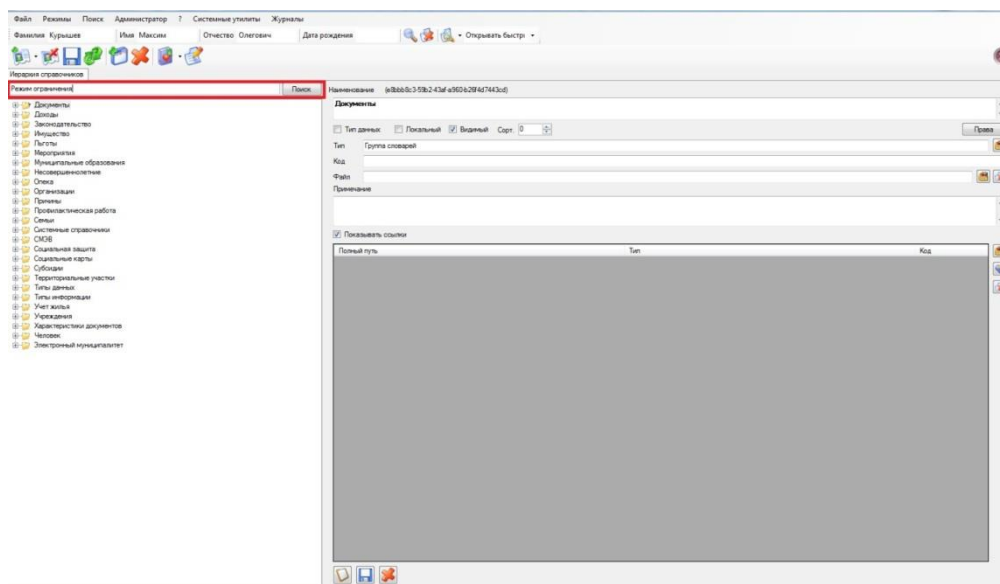 Файл Режимы Поиск Администратор ? Системные утилиты Журналы
Фамилия Курышев Имя Максим Отчество Олегович Дата рождения Открывать быстр
Иерархия справочников
Режим ограничения Поиск
Наименование (e8bbb8c3-59b2-43af-a960-b26f4d7443cd)
Документы
Тип данных Локальный Видимый Сорт. 0 Права
Тип Группа словарей
Код
Файл
Примечание
Показывать ссылки
Полный путь Тип Код
Документы
Доходы
Законодательство
Имущество
Льготы
Мероприятия
Муниципальные образования
Несовершеннолетние
Опека
Организации
Причины
Профилактическая работа
Семьи
Системные справочники
СМЭВ
Социальная защита
Социальные карты
Субсидии
Территориальные участки
Типы данных
Типы информации
Учет жилья
Учреждения
Характеристики документов
Человек
Электронный муниципалитет